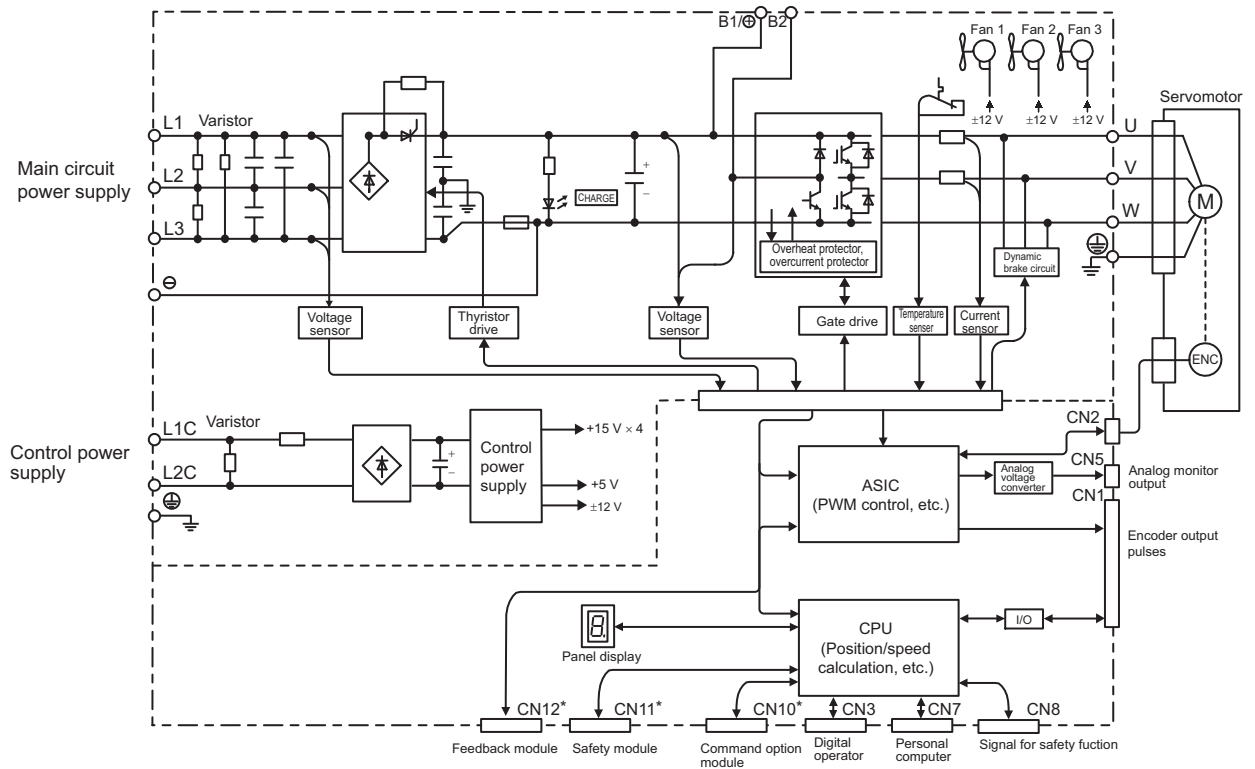 B1/⊕ B2
Fan 1 Fan 2 Fan 3
±12 V ±12 V ±12 V
Servomotor
Main circuit
power supply
L1
Varistor
L2
L3
⊖
+
–
CHARGE
Overheat protector,
overcurrent protector
U
V
W
M
Dynamic
brake circuit
Voltage
sensor
Thyristor
drive
Voltage
sensor
Gate drive
Temperature
senser
Current
sensor
ENC
Control power
supply
L1C
Varistor
L2C
+
–
Control
power
supply
+15 V × 4
+5 V
±12 V
ASIC
(PWM control, etc.)
Analog
voltage
converter
CN2
CN5
Analog monitor
output
CN1
Encoder output
pulses
8.
Panel display
CPU
(Position/speed
calculation, etc.)
I/O
CN12* CN11* CN10* CN3 CN7 CN8
Feedback module
Safety module
Command option
module
Digital
operator
Personal
computer
Signal for safety fuction